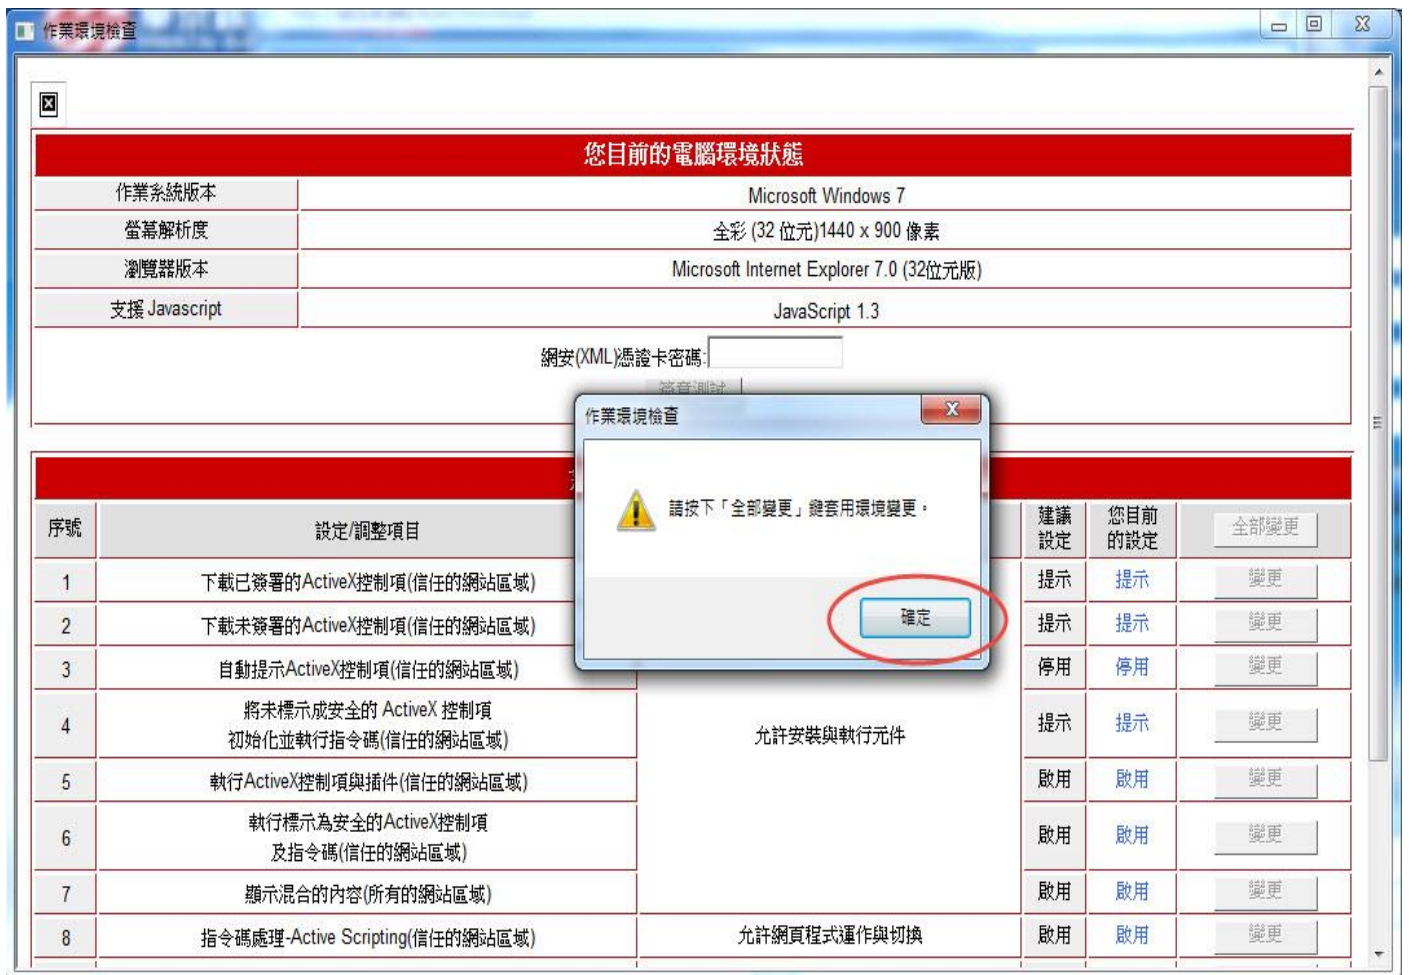 作業環境檢查
您目前的電腦環境狀態
作業系統版本 Microsoft Windows 7
螢幕解析度 全彩 (32 位元)1440 x 900 像素
瀏覽器版本 Microsoft Internet Explorer 7.0 (32位元版)
支援 Javascript JavaScript 1.3
網安(XML)憑證卡密碼:
簽章測試
作業環境檢查
請按下「全部變更」鍵套用環境變更。
確定
序號 設定/調整項目 建議設定 您目前的設定 全部變更
1 下載已簽署的ActiveX控制項(信任的網站區域) 提示 提示 變更
2 下載未簽署的ActiveX控制項(信任的網站區域) 提示 提示 變更
3 自動提示ActiveX控制項(信任的網站區域) 停用 停用 變更
4 將未標示成安全的 ActiveX 控制項
初始化並執行指令碼(信任的網站區域) 允許安裝與執行元件 提示 提示 變更
5 執行ActiveX控制項與插件(信任的網站區域) 啟用 啟用 變更
6 執行標示為安全的ActiveX控制項
及指令碼(信任的網站區域) 啟用 啟用 變更
7 顯示混合的內容(所有的網站區域) 啟用 啟用 變更
8 指令碼處理-Active Scripting(信任的網站區域) 允許網頁程式運作與切換 啟用 啟用 變更